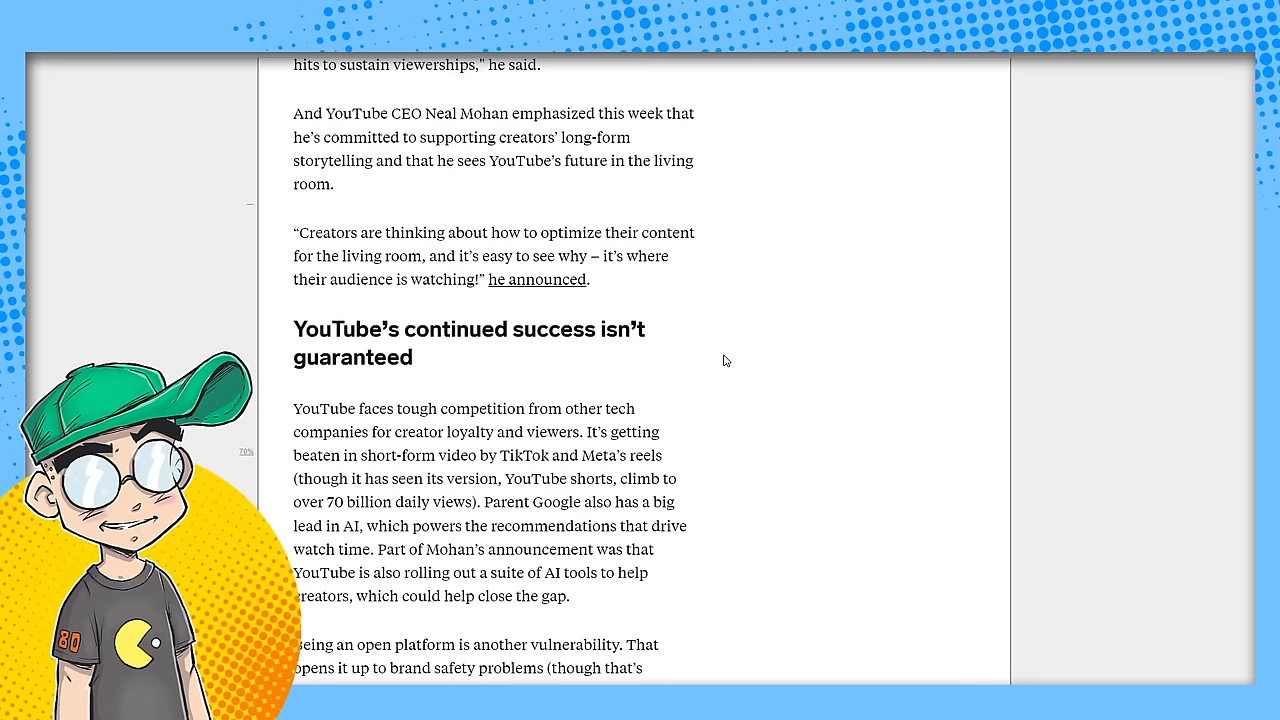 hits to sustain viewerships," he said.
And YouTube CEO Neal Mohan emphasized this week that
he’s committed to supporting creators’ long-form
storytelling and that he sees YouTube’s future in the living
room.
“Creators are thinking about how to optimize their content
for the living room, and it’s easy to see why – it’s where
their audience is watching!” he announced.
YouTube’s continued success isn’t
guaranteed
YouTube faces tough competition from other tech
companies for creator loyalty and viewers. It’s getting
beaten in short-form video by TikTok and Meta’s reels
70%
(though it has seen its version, YouTube shorts, climb to
over 70 billion daily views). Parent Google also has a big
lead in AI, which powers the recommendations that drive
watch time. Part of Mohan’s announcement was that
YouTube is also rolling out a suite of AI tools to help
creators, which could help close the gap.
Being an open platform is another vulnerability. That
opens it up to brand safety problems (though that’s
80